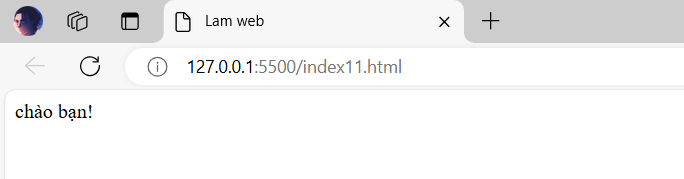 Lam web
127.0.0.1:5500/index11.html
chào bạn!